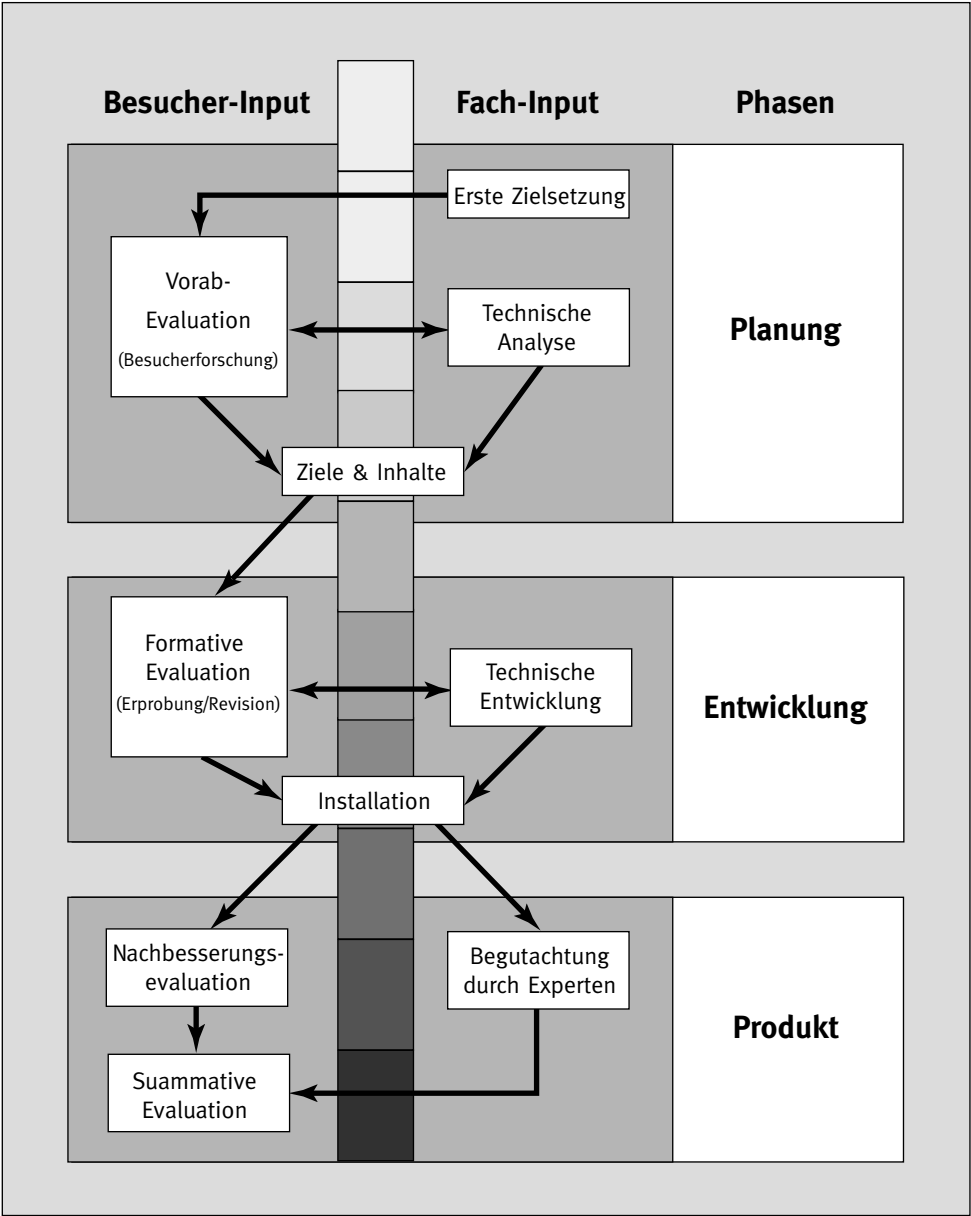 Besucher-Input
Fach-Input
Phasen
Erste Zielsetzung
Vorab-
Evaluation
(Besucherforschung)
Technische
Analyse
Planung
Ziele & Inhalte
Formative
Evaluation
(Erprobung/Revision)
Technische
Entwicklung
Entwicklung
Installation
Nachbesserungs-
evaluation
Begutachtung
durch Experten
Produkt
Suammative
Evaluation